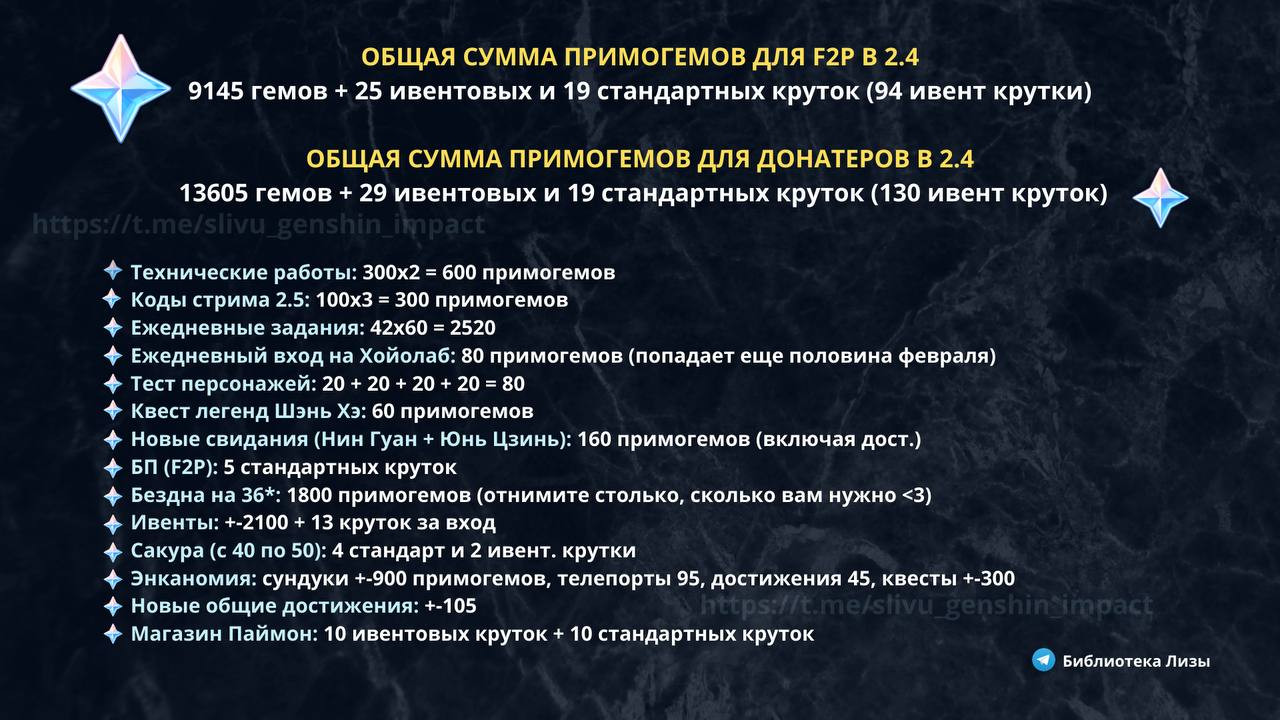 ОБЩАЯ СУММА ПРИМОГЕМОВ ДЛЯ F2P В 2.4
9145 гемов + 25 ивентовых и 19 стандартных круток (94 ивент крутки)
ОБЩАЯ СУММА ПРИМОГЕМОВ ДЛЯ ДОНАТЕРОВ В 2.4
13605 гемов + 29 ивентовых и 19 стандартных круток (130 ивент круток)
https://t.me/slivu_genshin_impact
Технические работы: 300x2 = 600 примогемов
Коды стрима 2.5: 100x3 = 300 примогемов
Ежедневные задания: 42x60 = 2520
Ежедневный вход на Хойолаб: 80 примогемов (попадает еще половина февраля)
Тест персонажей: 20 + 20 + 20 + 20 = 80
Квест легенд Шэнь Хэ: 60 примогемов
Новые свидания (Нин Гуан + Юнь Цзинь): 160 примогемов (включая дост.)
БП (F2P): 5 стандартных круток
Бездна на 36*: 1800 примогемов (отнимите столько, сколько вам нужно <3)
Ивенты: +-2100 + 13 круток за вход
Сакура (с 40 по 50): 4 стандарт и 2 ивент. крутки
Энканомия: сундуки +-900 примогемов, телепорты 95, достижения 45, квесты +-300
Новые общие достижения: +-105
https://t.me/slivu_genshin_impact
Магазин Паймон: 10 ивентовых круток + 10 стандартных круток
Библиотека Лизы